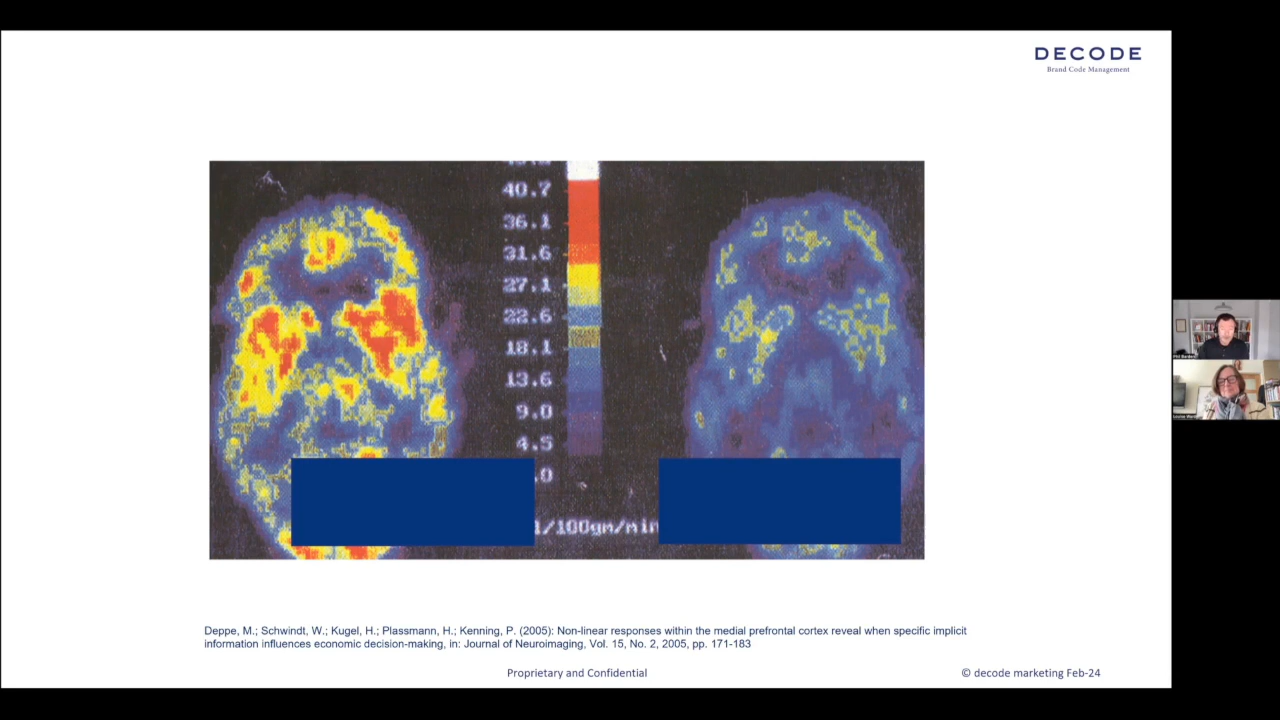 DECODE
Brand Code Management
40.7
36.1
31.6
27.1
22.6
18.1
13.6
9.0
4.5
.0
/100gm/min
Deppe, M.; Schwindt, W.; Kugel, H.; Plassmann, H.; Kenning, P. (2005): Non-linear responses within the medial prefrontal cortex reveal when specific implicit
information influences economic decision-making, in: Journal of Neuroimaging, Vol. 15, No. 2, 2005, pp. 171-183
Proprietary and Confidential
© decode marketing Feb-24